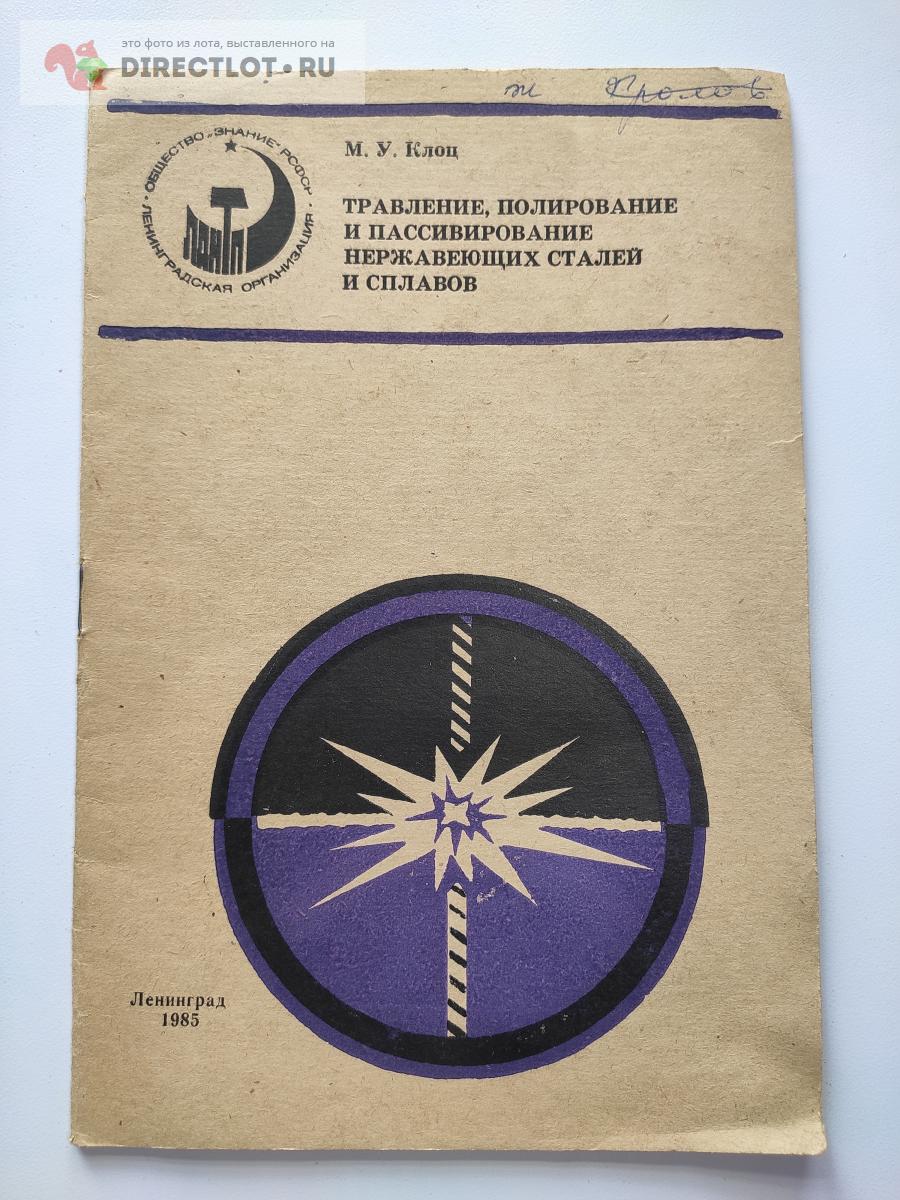 это фото из лота, выставленного на
DIRECTLOT.RU
М. У. Клоц
ОБЩЕСТВО „ЗНАНИЕ" РСФСР
ЛЕНИНГРАДСКАЯ ОРГАНИЗАЦИЯ
ЛДНТП
ТРАВЛЕНИЕ, ПОЛИРОВАНИЕ
И ПАССИВИРОВАНИЕ
НЕРЖАВЕЮЩИХ СТАЛЕЙ
И СПЛАВОВ
Ленинград
1985